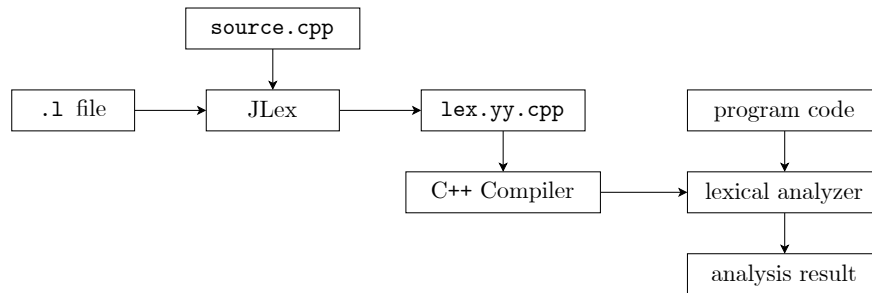 source.cpp
.l file
JLex
lex.yy.cpp
program code
C++ Compiler
lexical analyzer
analysis result